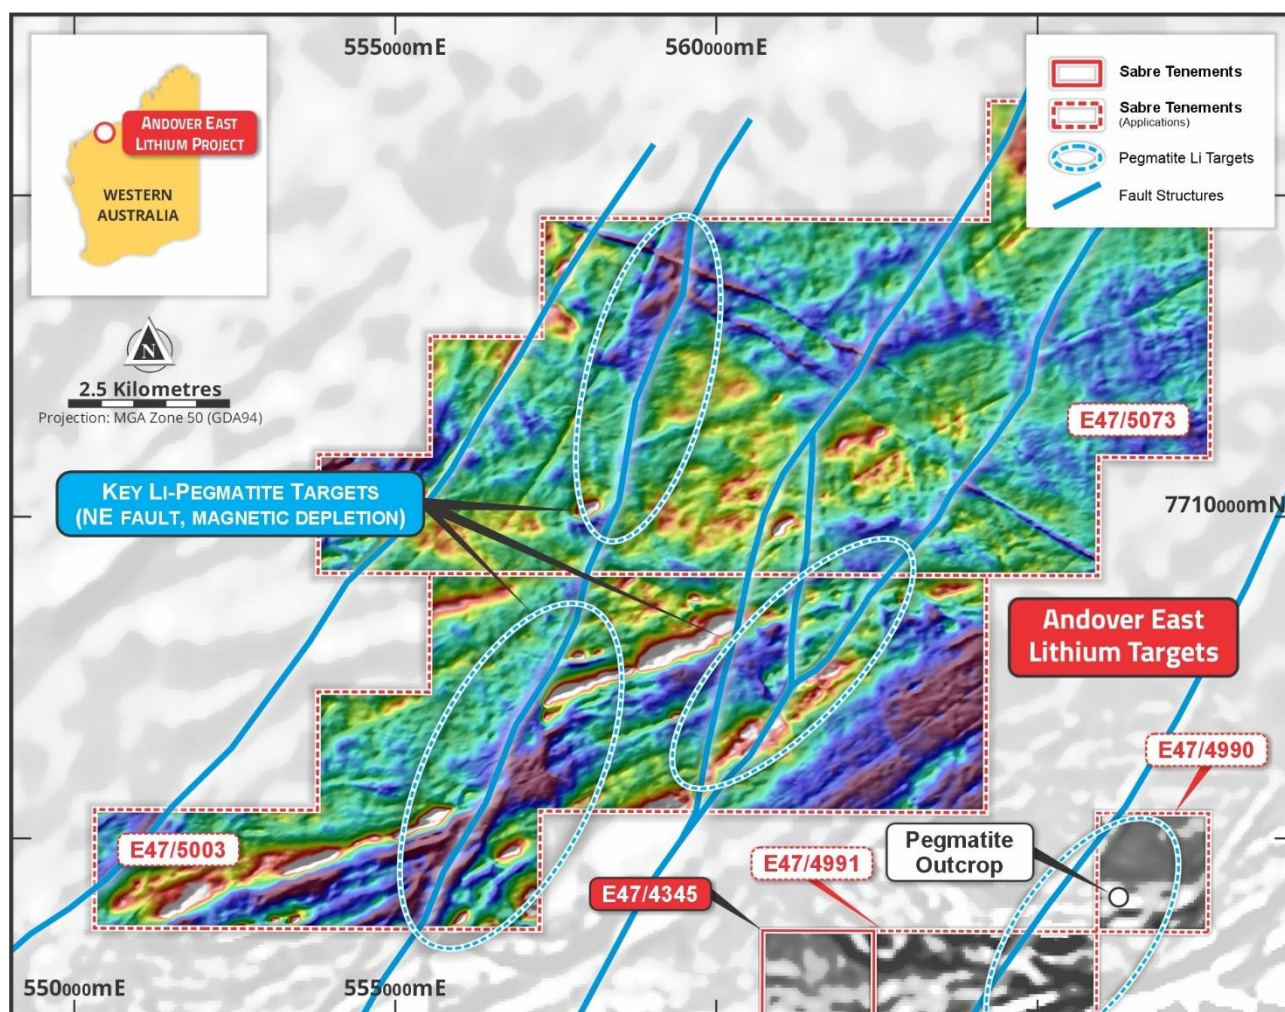 555000mE
560000mE
ANDOVER EAST
LITHIUM PROJECT
WESTERN
AUSTRALIA
Sabre Tenements
Sabre Tenements
(Applications)
Pegmatite Li Targets
Fault Structures
N
2.5 Kilometres
Projection: MGA Zone 50 (GDA94)
E47/5073
KEY LI-PEGMATITE TARGETS
(NE FAULT, MAGNETIC DEPLETION)
7710000mN
Andover East
Lithium Targets
E47/4990
E47/5003
Pegmatite
Outcrop
E47/4991
E47/4345
550000mE
555000mE